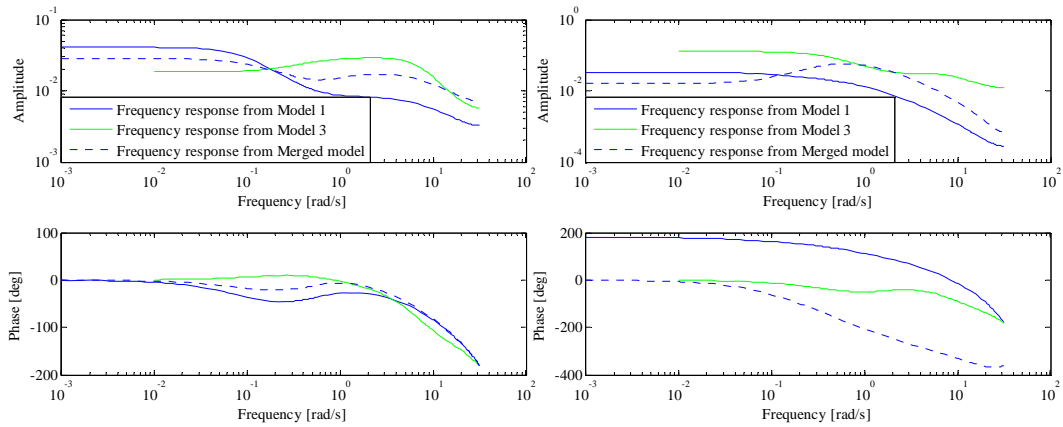 10^0
10^-2
10^-3
Amplitude
Frequency response from Model 1
Frequency response from Model 3
Frequency response from Merged model
10^-3 10^-2 10^-1 10^0 10^1 10^2
Frequency [rad/s]
10^0
10^-2
10^-4
Amplitude
Frequency response from Model 1
Frequency response from Model 3
Frequency response from Merged model
10^-3 10^-2 10^-1 10^0 10^1 10^2
Frequency [rad/s]
100
0
-100
-200
Phase [deg]
10^-3 10^-2 10^-1 10^0 10^1 10^2
Frequency [rad/s]
200
0
-200
-400
Phase [deg]
10^-3 10^-2 10^-1 10^0 10^1 10^2
Frequency [rad/s]